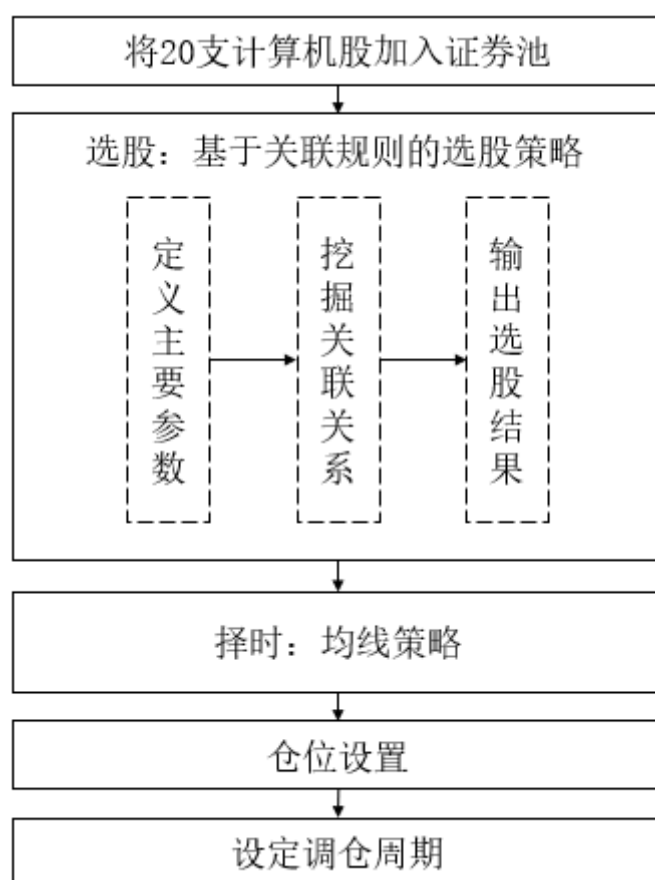 将20支计算机股加入证券池
选股：基于关联规则的选股策略
定义主要参数
挖掘关联关系
输出选股结果
择时：均线策略
仓位设置
设定调仓周期